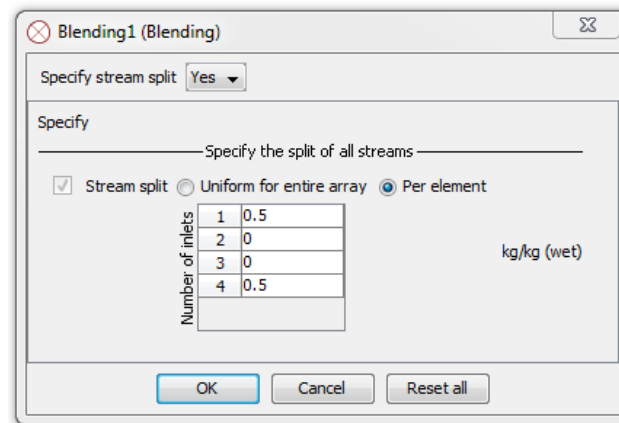 Blending1 (Blending)
Specify stream split Yes
Specify
Specify the split of all streams
Stream split Uniform for entire array Per element
Number of inlets
1 0.5
2 0
3 0
4 0.5
kg/kg (wet)
OK Cancel Reset all